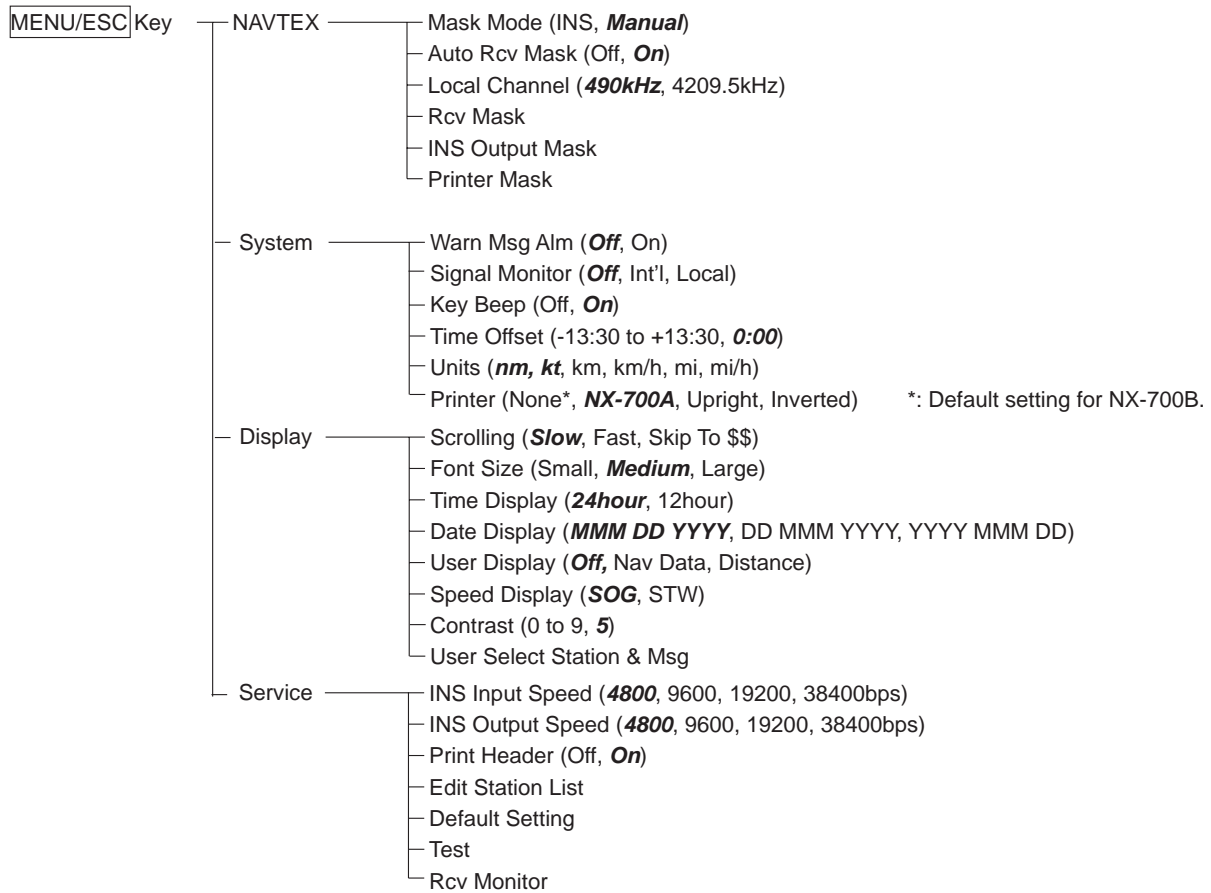 MENU/ESC Key
NAVTEX
Mask Mode (INS, Manual)
Auto Rcv Mask (Off, On)
Local Channel (490kHz, 4209.5kHz)
Rcv Mask
INS Output Mask
Printer Mask
System
Warn Msg Alm (Off, On)
Signal Monitor (Off, Int'l, Local)
Key Beep (Off, On)
Time Offset (-13:30 to +13:30, 0:00)
Units (nm, kt, km, km/h, mi, mi/h)
Printer (None*, NX-700A, Upright, Inverted) *: Default setting for NX-700B.
Display
Scrolling (Slow, Fast, Skip To $$)
Font Size (Small, Medium, Large)
Time Display (24hour, 12hour)
Date Display (MMM DD YYYY, DD MMM YYYY, YYYY MMM DD)
User Display (Off, Nav Data, Distance)
Speed Display (SOG, STW)
Contrast (0 to 9, 5)
User Select Station & Msg
Service
INS Input Speed (4800, 9600, 19200, 38400bps)
INS Output Speed (4800, 9600, 19200, 38400bps)
Print Header (Off, On)
Edit Station List
Default Setting
Test
Rcv Monitor